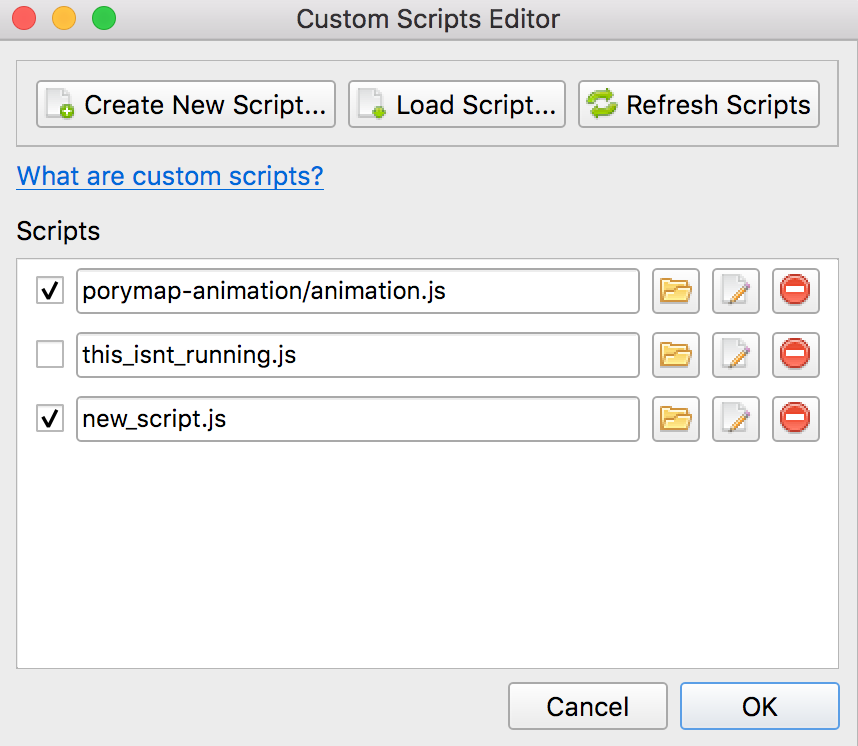 Custom Scripts Editor
Create New Script... Load Script... Refresh Scripts
What are custom scripts?
Scripts
porymap-animation/animation.js
this_isnt_running.js
new_script.js
Cancel OK